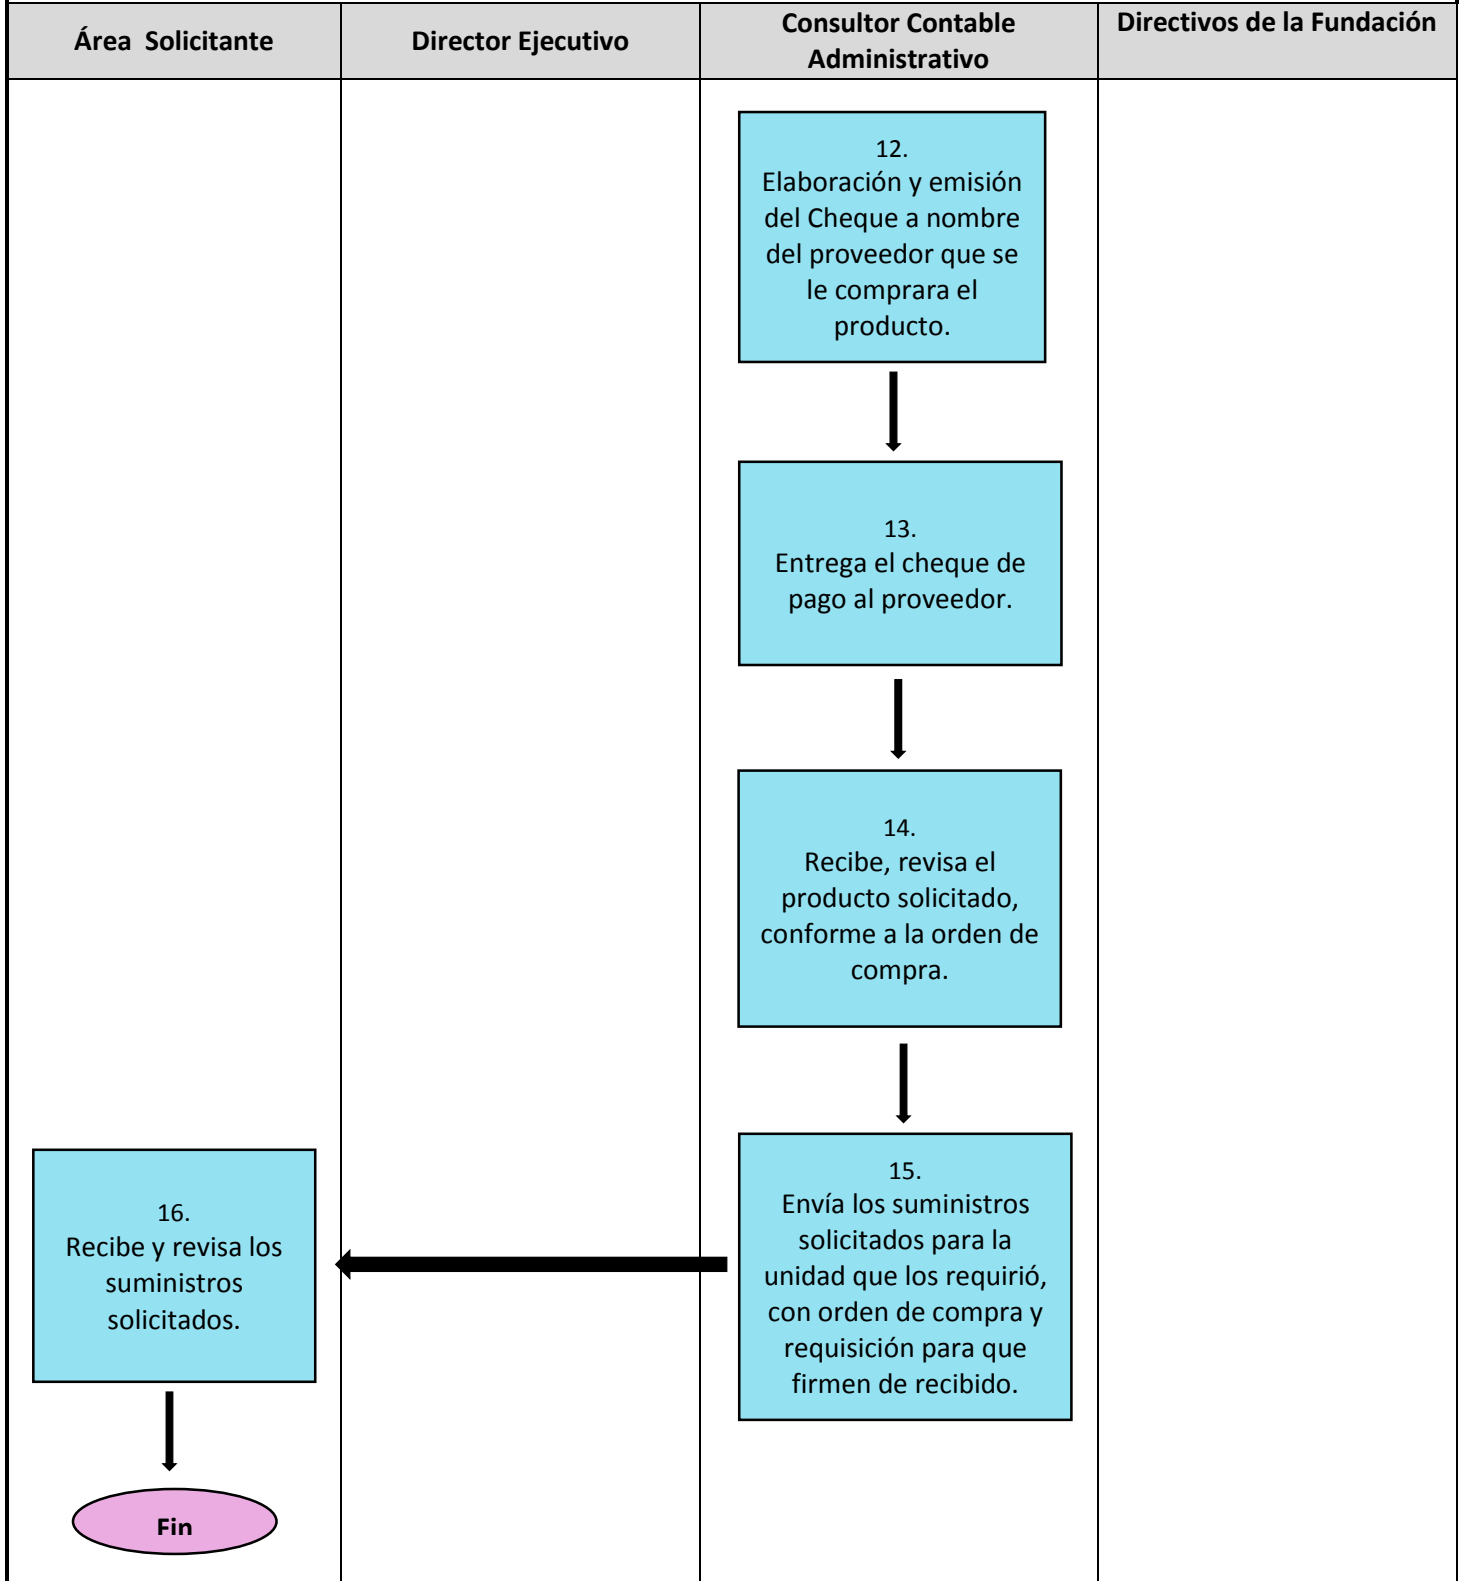 Área  Solicitante
Director Ejecutivo
Consultor Contable
Administrativo
Directivos de la Fundación
12.
Elaboración y emisión
del Cheque a nombre
del proveedor que se
le comprara el
producto.
13.
Entrega el cheque de
pago al proveedor.
14.
Recibe, revisa el
producto solicitado,
conforme a la orden de
compra.
15.
Envía los suministros
solicitados para la
unidad que los requirió,
con orden de compra y
requisición para que
firmen de recibido.
16.
Recibe y revisa los
suministros
solicitados.
Fin